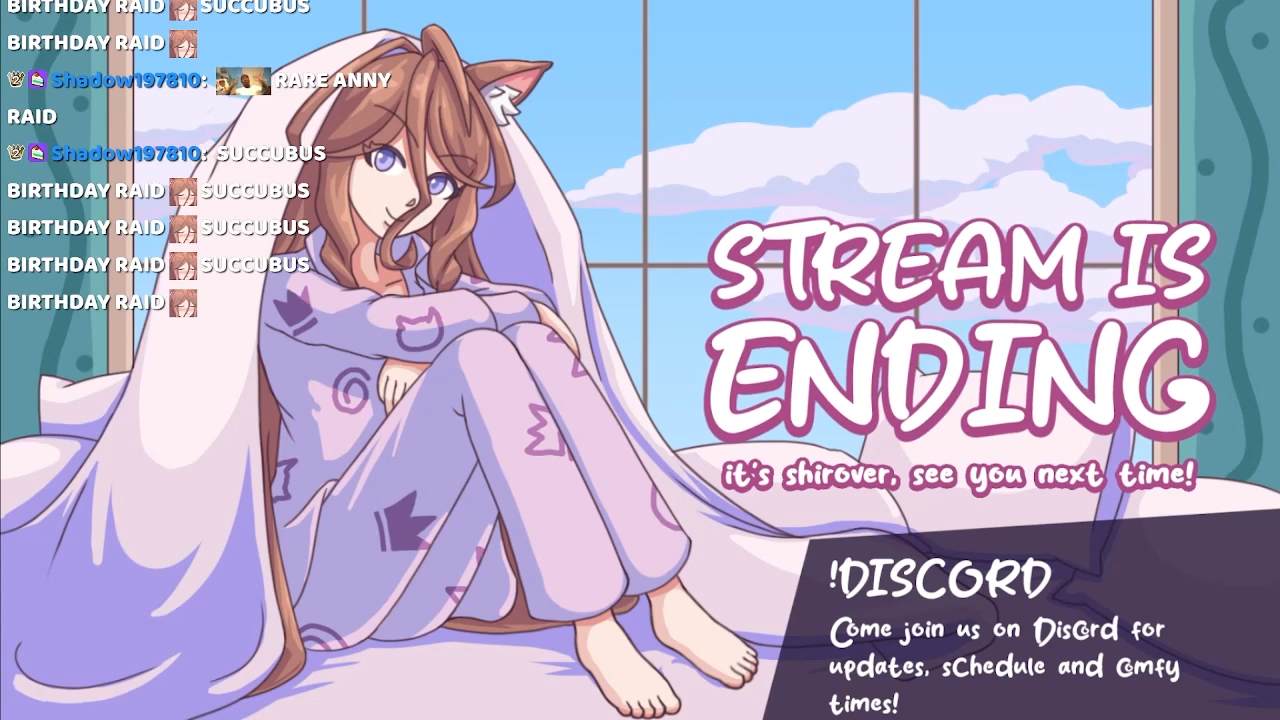 BIRTHDAY RAID SUCCUBUS
BIRTHDAY RAID
Shadow197810: RARE ANNY
RAID
Shadow197810: SUCCUBUS
BIRTHDAY RAID SUCCUBUS
BIRTHDAY RAID SUCCUBUS
BIRTHDAY RAID SUCCUBUS
BIRTHDAY RAID
STREAM IS
ENDING
it's shirover, see you next time!
!DISCORD
Come join us on Discord for
updates, schedule and Comfy
times!